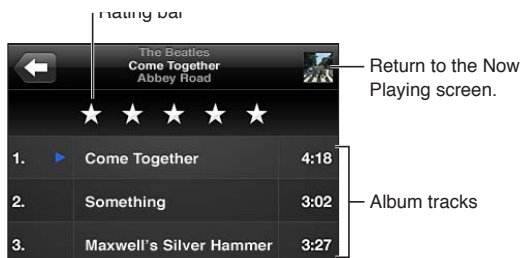 Rating bar
The Beatles
Come Together
Abbey Road
Return to the Now
Playing screen.
1. Come Together 4:18
2. Something 3:02
Album tracks
3. Maxwell's Silver Hammer 3:27